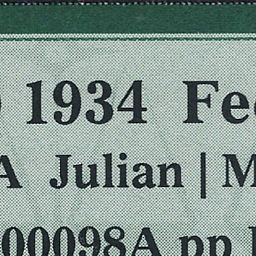 1934 Fe
A Julian | M
00098A pp